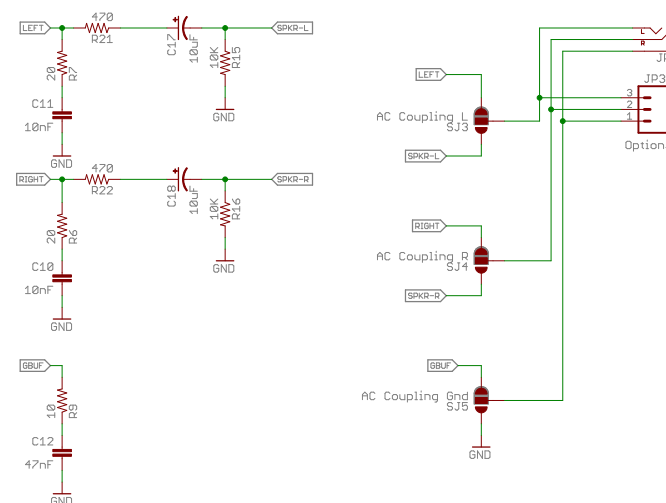 LEFT
470
R21
C17
10uF
SPKR-L
20
R7
10K
R15
C11
10nF
GND
GND
RIGHT
470
R22
C18
10uF
SPKR-R
20
R6
10K
R16
C10
10nF
GND
GND
GBUF
10
R9
C12
47nF
GND
LEFT
AC Coupling L
SJ3
SPKR-L
RIGHT
AC Coupling R
SJ4
SPKR-R
GBUF
AC Coupling Gnd
SJ5
GND
L
R
JP3
3
2
1